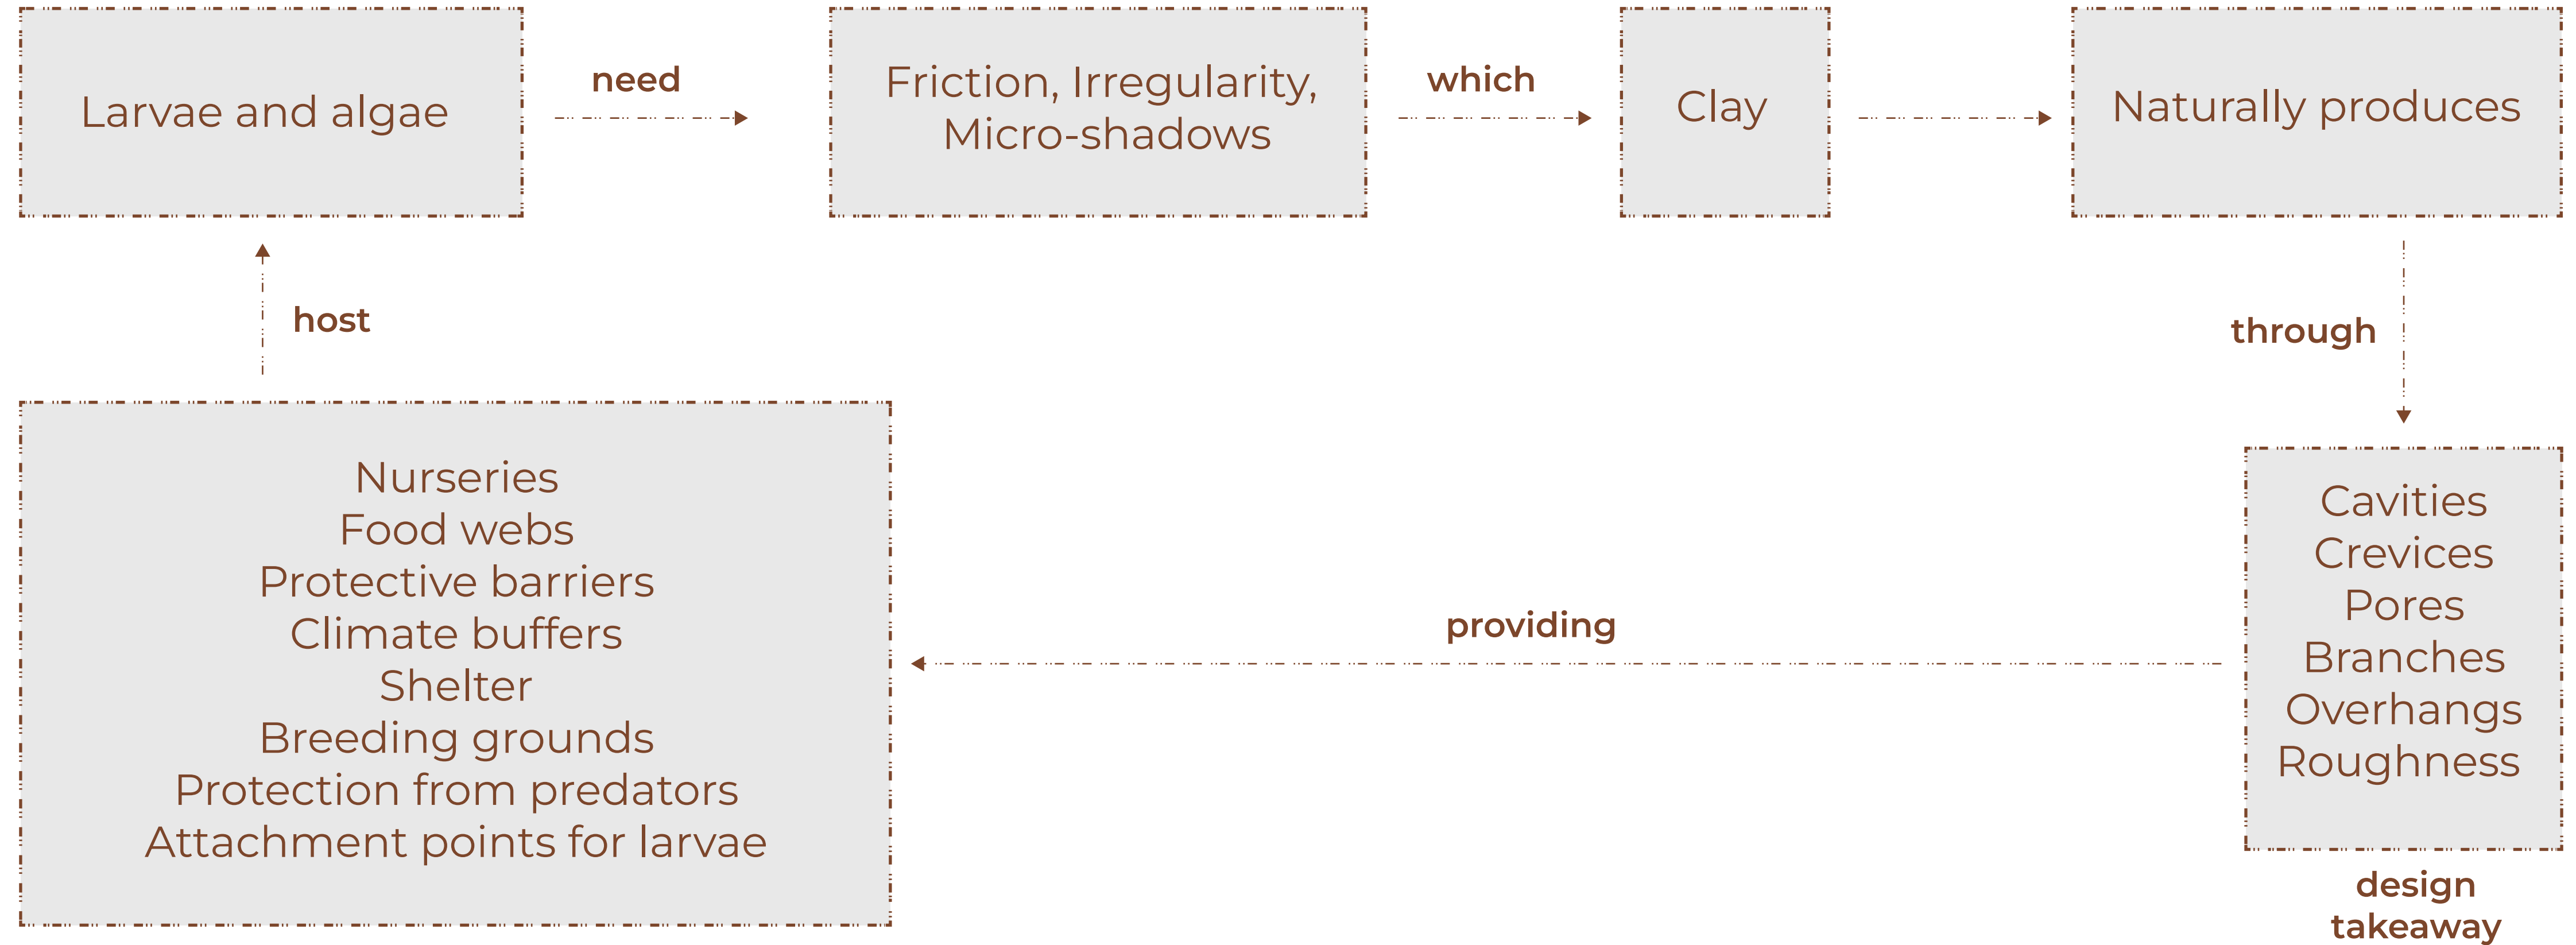 Larvae and algae
need
Friction, Irregularity,
Micro-shadows
which
Clay
Naturally produces
through
Cavities
Crevices
Pores
Branches
Overhangs
Roughness
design
takeaway
providing
Nurseries
Food webs
Protective barriers
Climate buffers
Shelter
Breeding grounds
Protection from predators
Attachment points for larvae
host